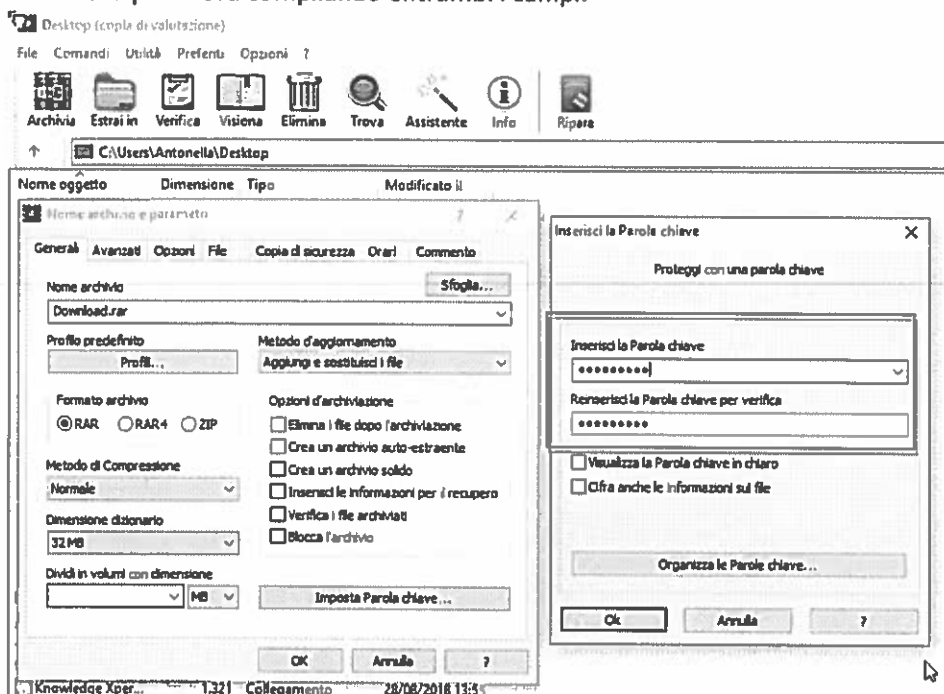 Desktop (copia di valutazione)
File Comandi Utilità Preferiti Opzioni ?
Archivia Estrai in Verifica Visiona Elimina Trova Assistente Info Ripara
C:\Users\Antonella\Desktop
Nome oggetto Dimensione Tipo Modificato il
Nome archivio e parametri ? ×
Generali Avanzati Opzioni File Copia di sicurezza Orari Commento
Nome archivio Sfoglia...
Download.rar
Profilo predefinito Metodo d'aggiornamento
Profili... Aggiungi e sostituisci i file
Formato archivio Opzioni d'archiviazione
RAR RAR4 ZIP Elimina i file dopo l'archiviazione
Crea un archivio auto-estraente
Metodo di Compressione Crea un archivio solido
Normale Inserisci le informazioni per il recupero
Dimensione dizionario Verifica i file archiviati
32 MB Blocca l'archivio
Dividi in volumi con dimensione
MB Imposta Parola chiave...
OK Annulla ?
Inserisci la Parola chiave X
Proteggi con una parola chiave
Inserisci la Parola chiave
•••••••••
Reinserisci la Parola chiave per verifica
•••••••••
Visualizza la Parola chiave in chiaro
Cifra anche le informazioni sul file
Organizza le Parole chiave...
Ok Annulla ?
Knowledge Xper... 1.321 Collegamento 28/08/2018